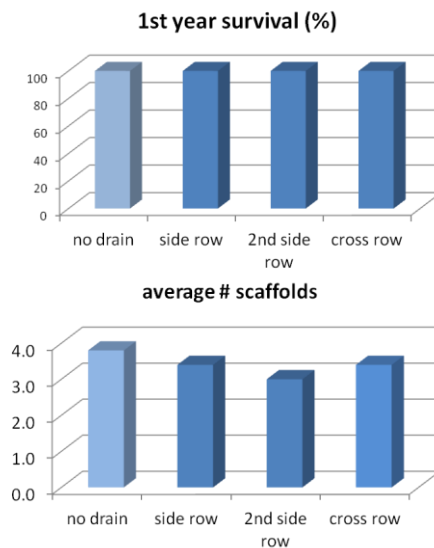 1st year survival (%)
100
80
60
40
20
0
no drain side row 2nd side row cross row
average # scaffolds
4.0
3.0
2.0
1.0
0.0
no drain side row 2nd side row cross row